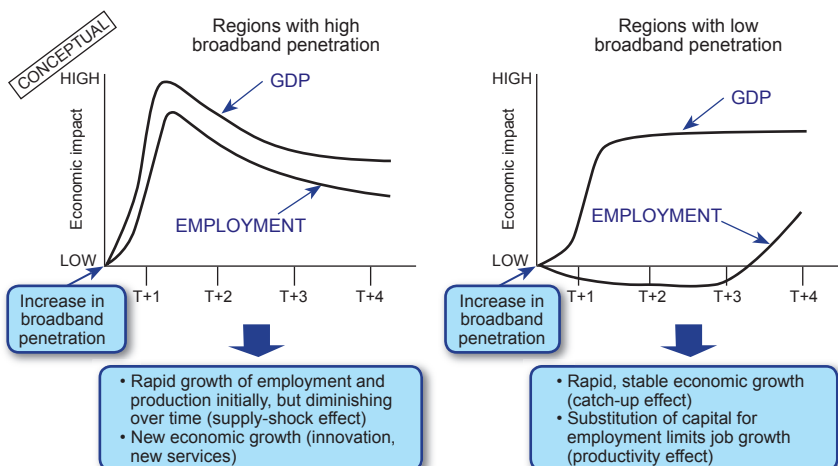 CONCEPTUAL
Regions with high
broadband penetration
HIGH
GDP
Economic impact
EMPLOYMENT
LOW
T+1 T+2 T+3 T+4
Increase in
broadband
penetration
• Rapid growth of employment and
production initially, but diminishing
over time (supply-shock effect)
• New economic growth (innovation,
new services)
Regions with low
broadband penetration
HIGH
GDP
Economic impact
EMPLOYMENT
LOW
T+1 T+2 T+3 T+4
Increase in
broadband
penetration
• Rapid, stable economic growth
(catch-up effect)
• Substitution of capital for
employment limits job growth
(productivity effect)